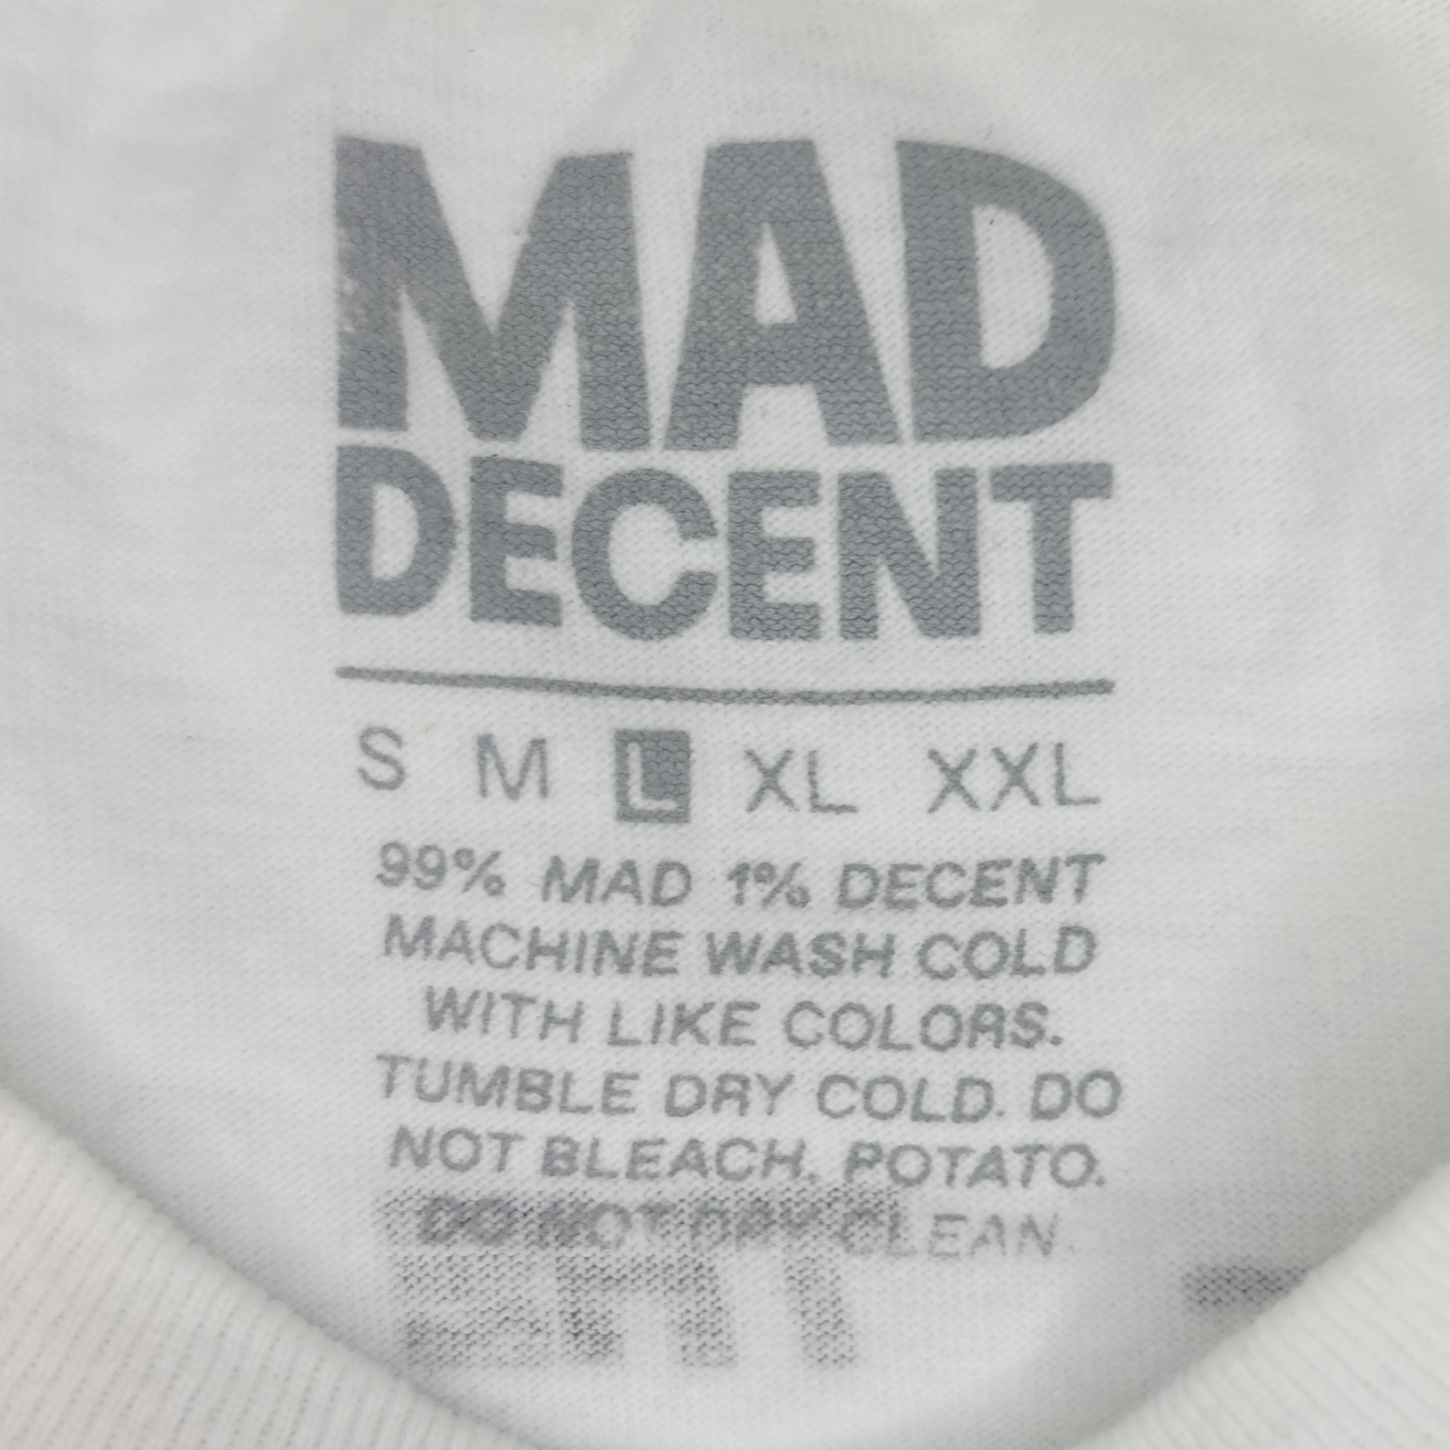 MAD
DECENT
S M L XL XXL
99% MAD 1% DECENT
MACHINE WASH COLD
WITH LIKE COLORS.
TUMBLE DRY COLD. DO
NOT BLEACH. POTATO.
DO NOT DRY CLEAN.